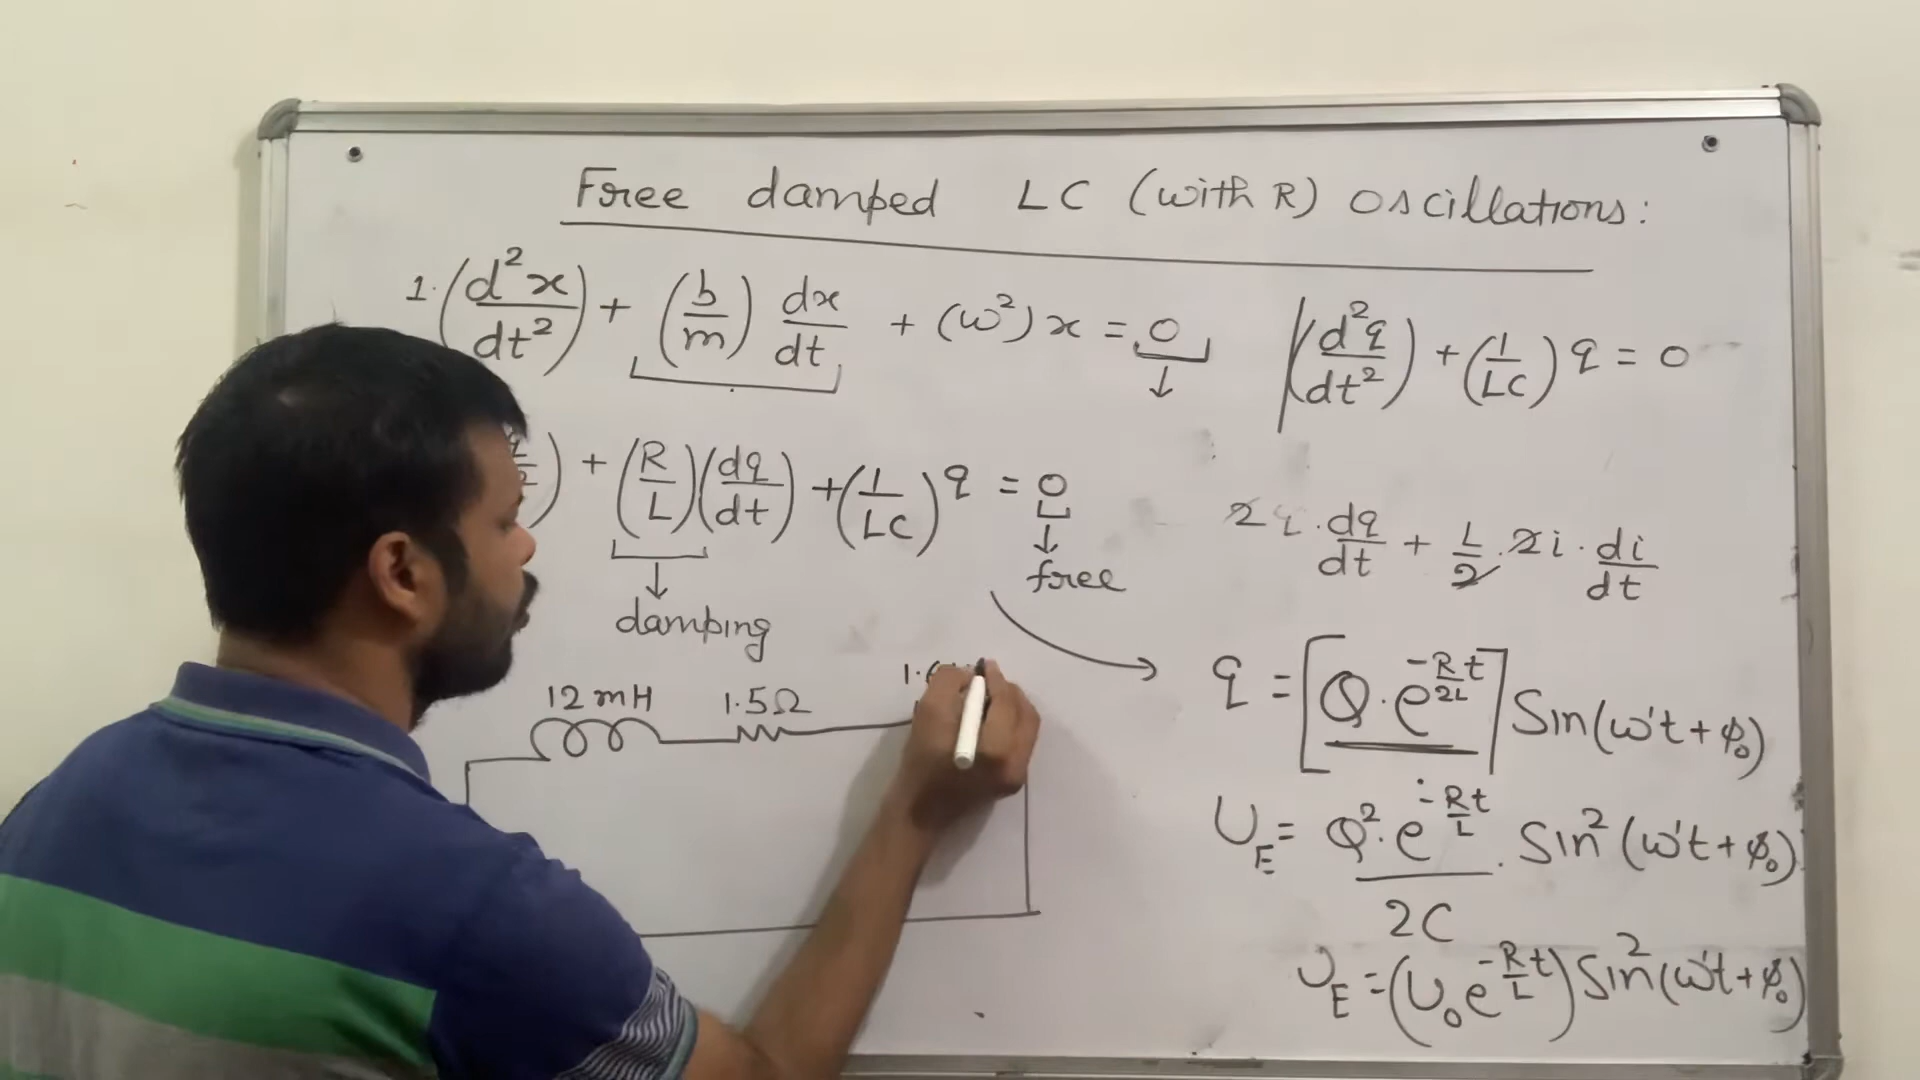 Free damped LC (with R) oscillations:
1. (d²x/dt²) + (b/m) dx/dt + (ω²) x = 0
(d²q/dt²) + (1/LC) q = 0
+ (R/L)(dq/dt) + (1/LC) q = 0
↓ damping
↓ free
2q · dq/dt + L/2 · 2i · di/dt
12 mH 1.5Ω
q = [Q · e^(-Rt/2L)] Sin(ω't + φ₀)
U_E = Q² · e^(-Rt/L) / 2C · Sin²(ω't + φ₀)
U_E = (U₀ e^(-Rt/L)) Sin²(ω't + φ₀)